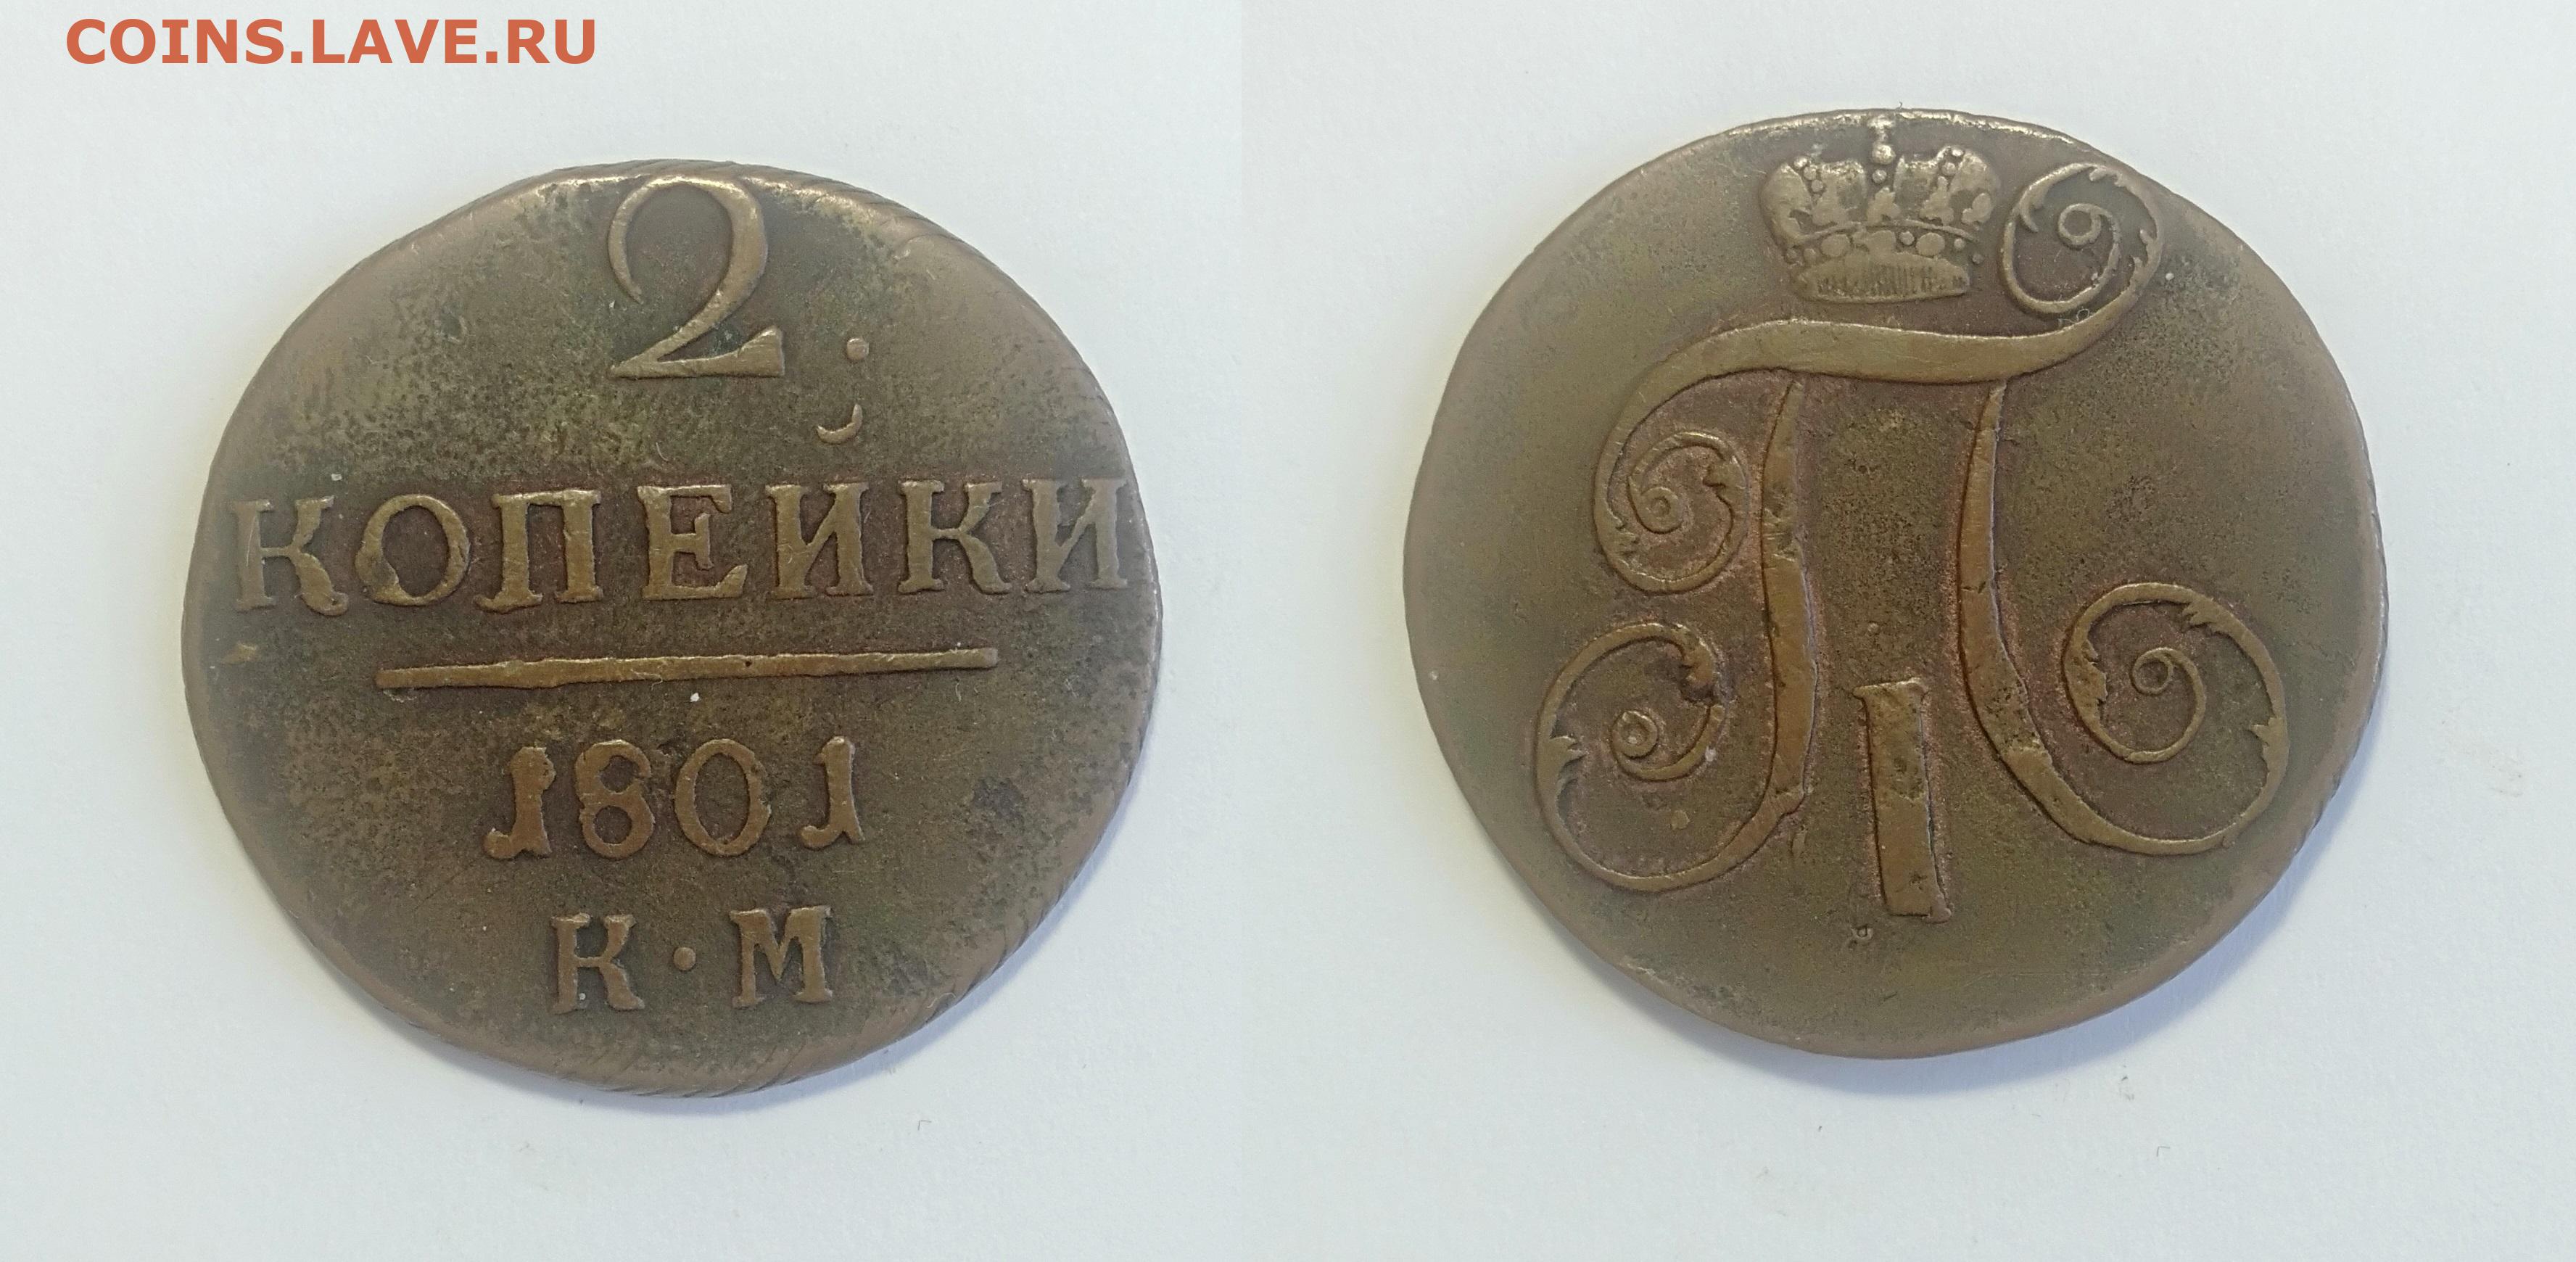 COINS.LAVE.RU
2.
КОПЕЙКИ
1801
К·М
П
I